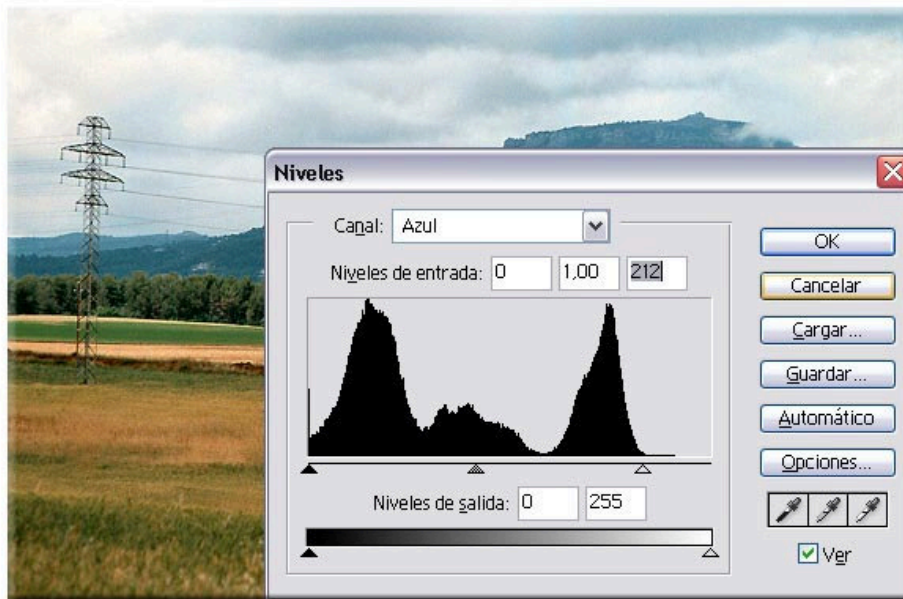 Niveles
Canal: Azul
Niveles de entrada: 0 1,00 212
Niveles de salida: 0 255
OK
Cancelar
Cargar...
Guardar...
Automático
Opciones...
Ver